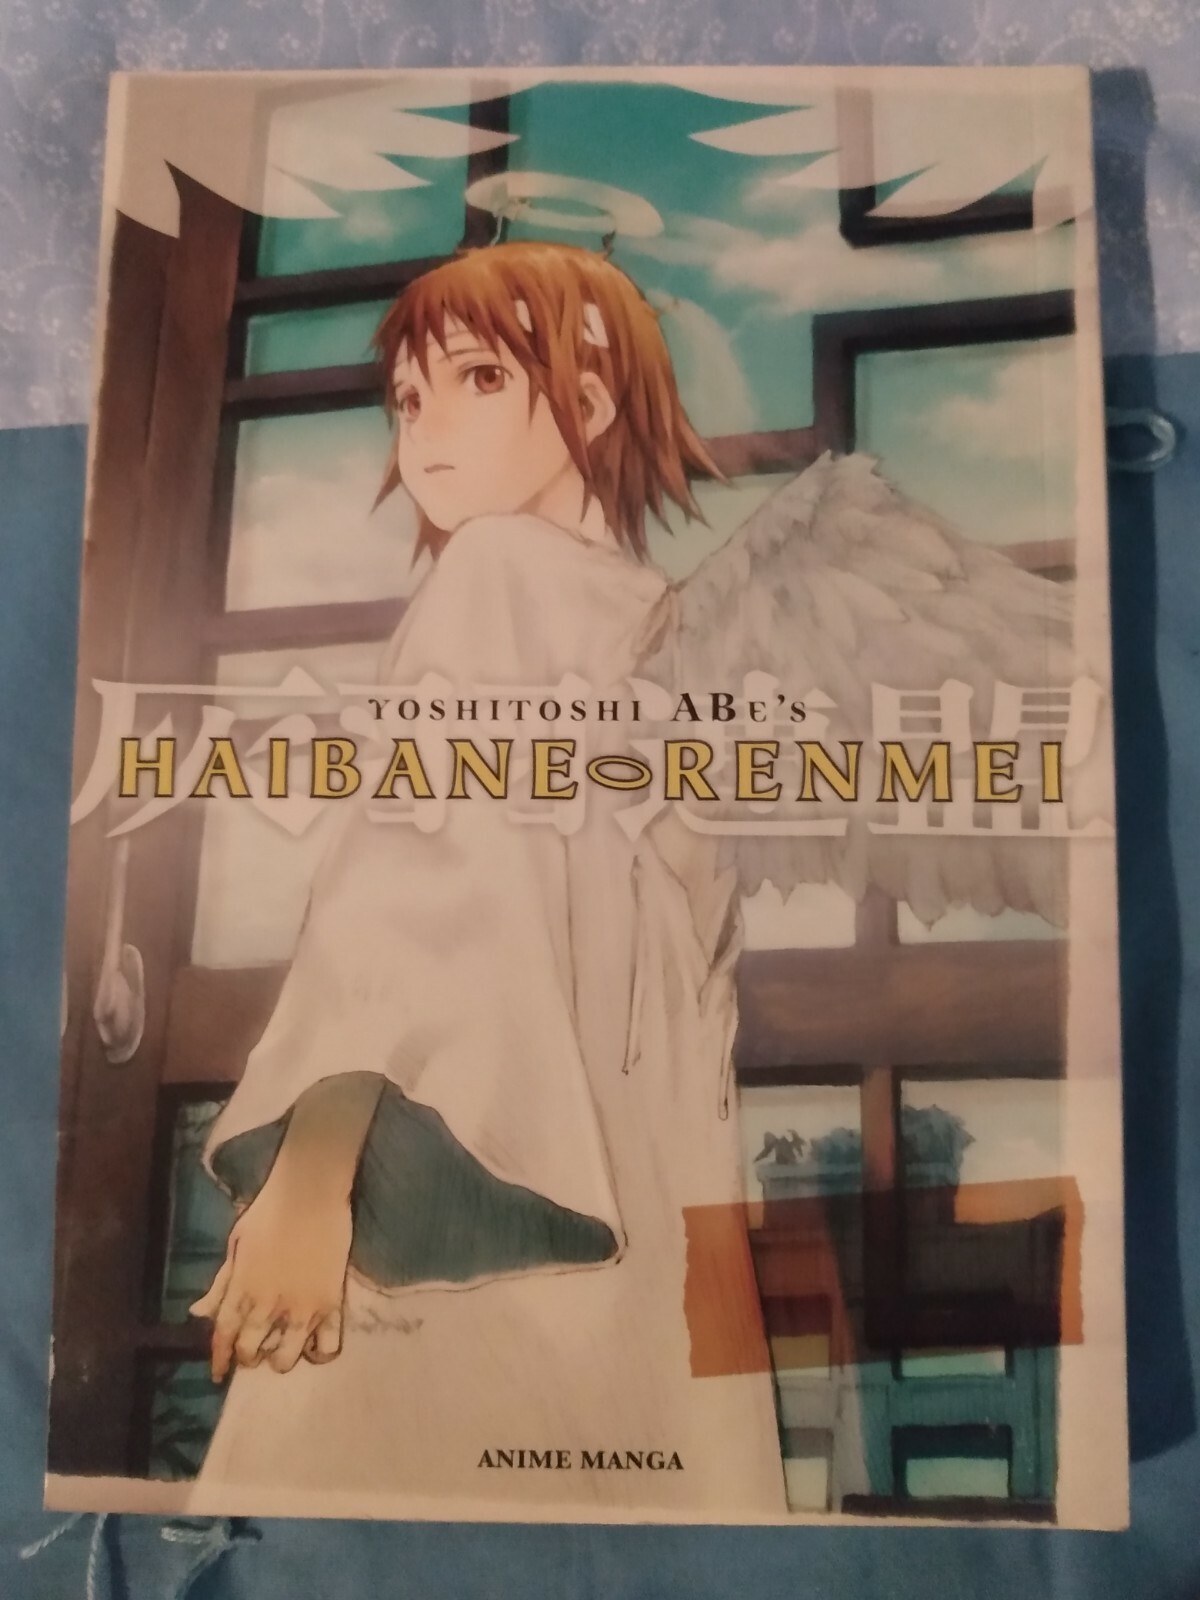 灰羽連盟
YOSHITOSHI ABE'S
HAIBANE RENMEI
ANIME MANGA